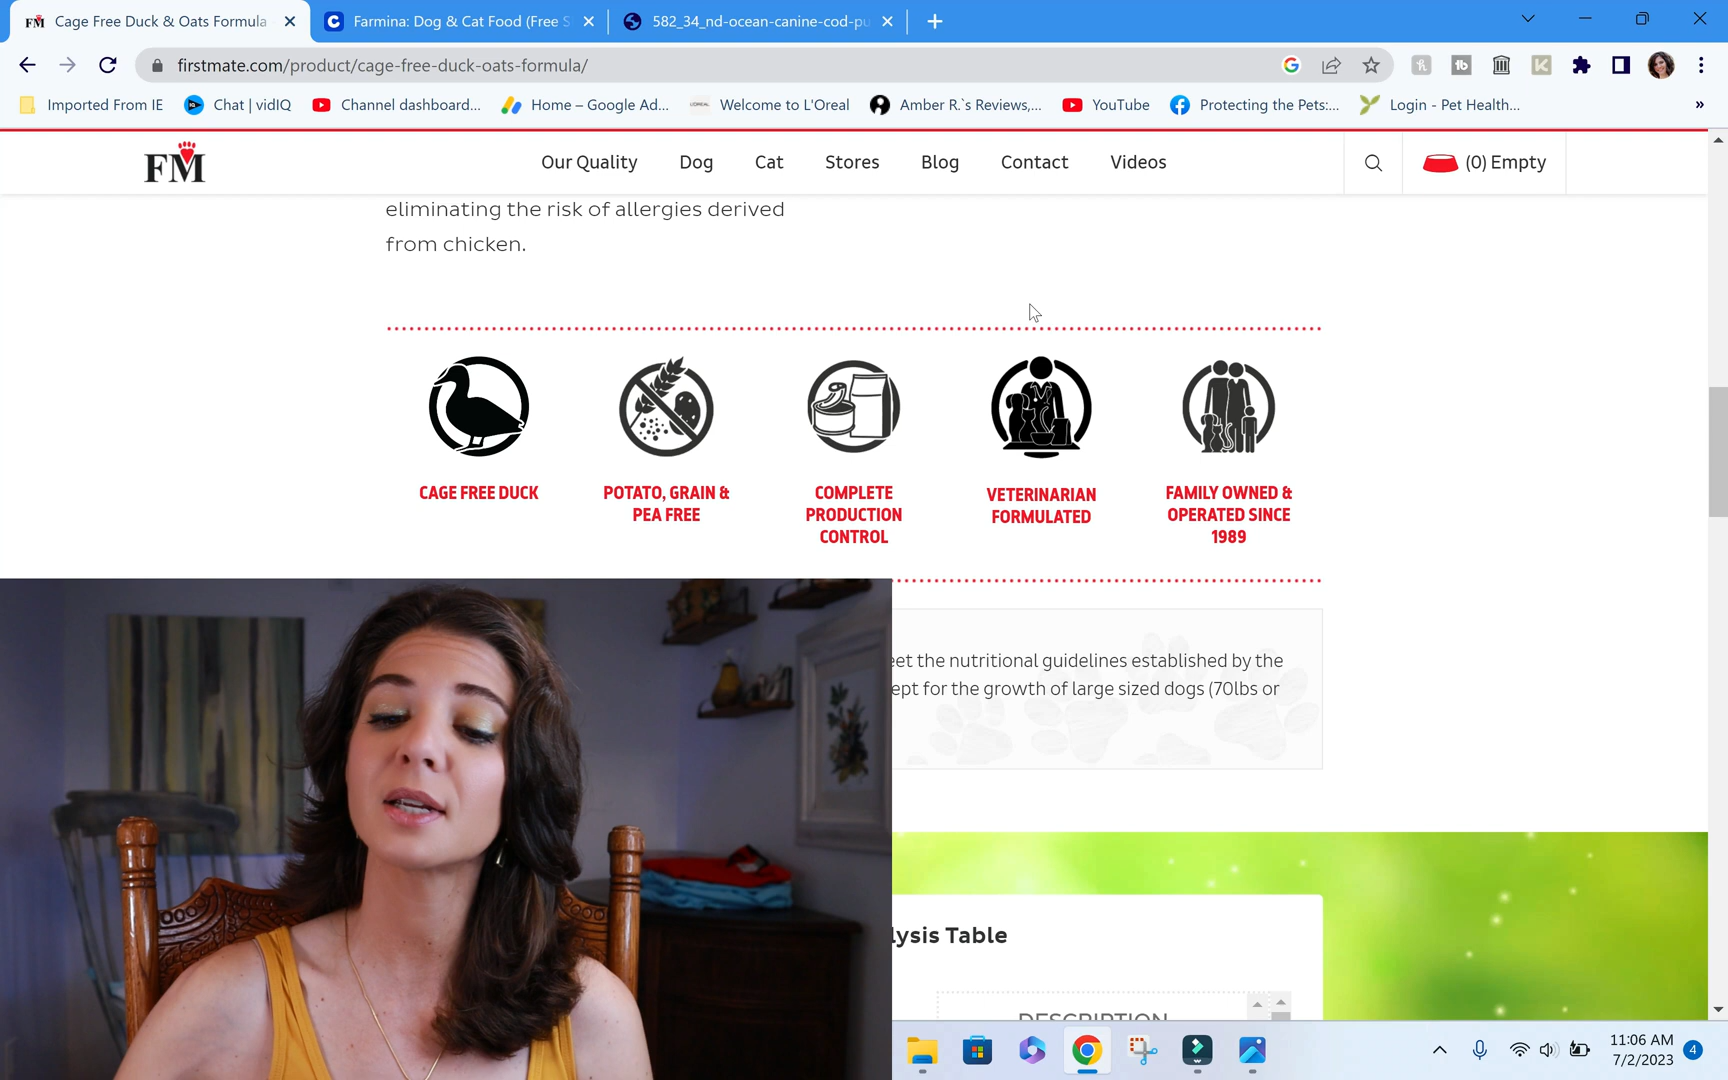 FM Cage Free Duck & Oats Formula
Farmina: Dog & Cat Food (Free S
582_34_nd-ocean-canine-cod-pu
firstmate.com/product/cage-free-duck-oats-formula/
Imported From IE
Chat | vidIQ
Channel dashboard...
Home – Google Ad...
Welcome to L'Oreal
Amber R.`s Reviews,...
YouTube
Protecting the Pets:...
Login - Pet Health...
»
FM
Our Quality
Dog
Cat
Stores
Blog
Contact
Videos
(0) Empty
eliminating the risk of allergies derived
from chicken.
CAGE FREE DUCK
POTATO, GRAIN &
PEA FREE
COMPLETE
PRODUCTION
CONTROL
VETERINARIAN
FORMULATED
FAMILY OWNED &
OPERATED SINCE
1989
eet the nutritional guidelines established by the
ept for the growth of large sized dogs (70lbs or
lysis Table
DESCRIPTION
11:06 AM
7/2/2023
4